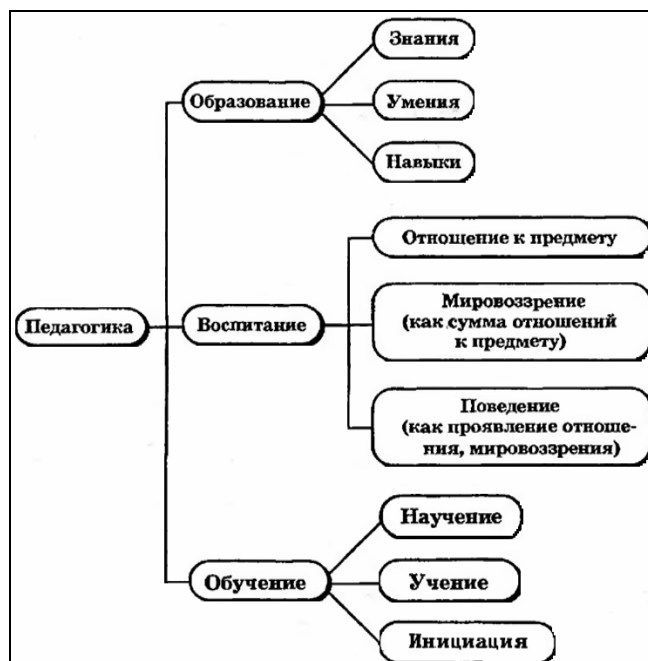 Знания
Образование
Умения
Навыки
Отношение к предмету
Мировоззрение
(как сумма отношений
к предмету)
Педагогика
Воспитание
Поведение
(как проявление отноше-
ния, мировоззрения)
Научение
Обучение
Учение
Инициация